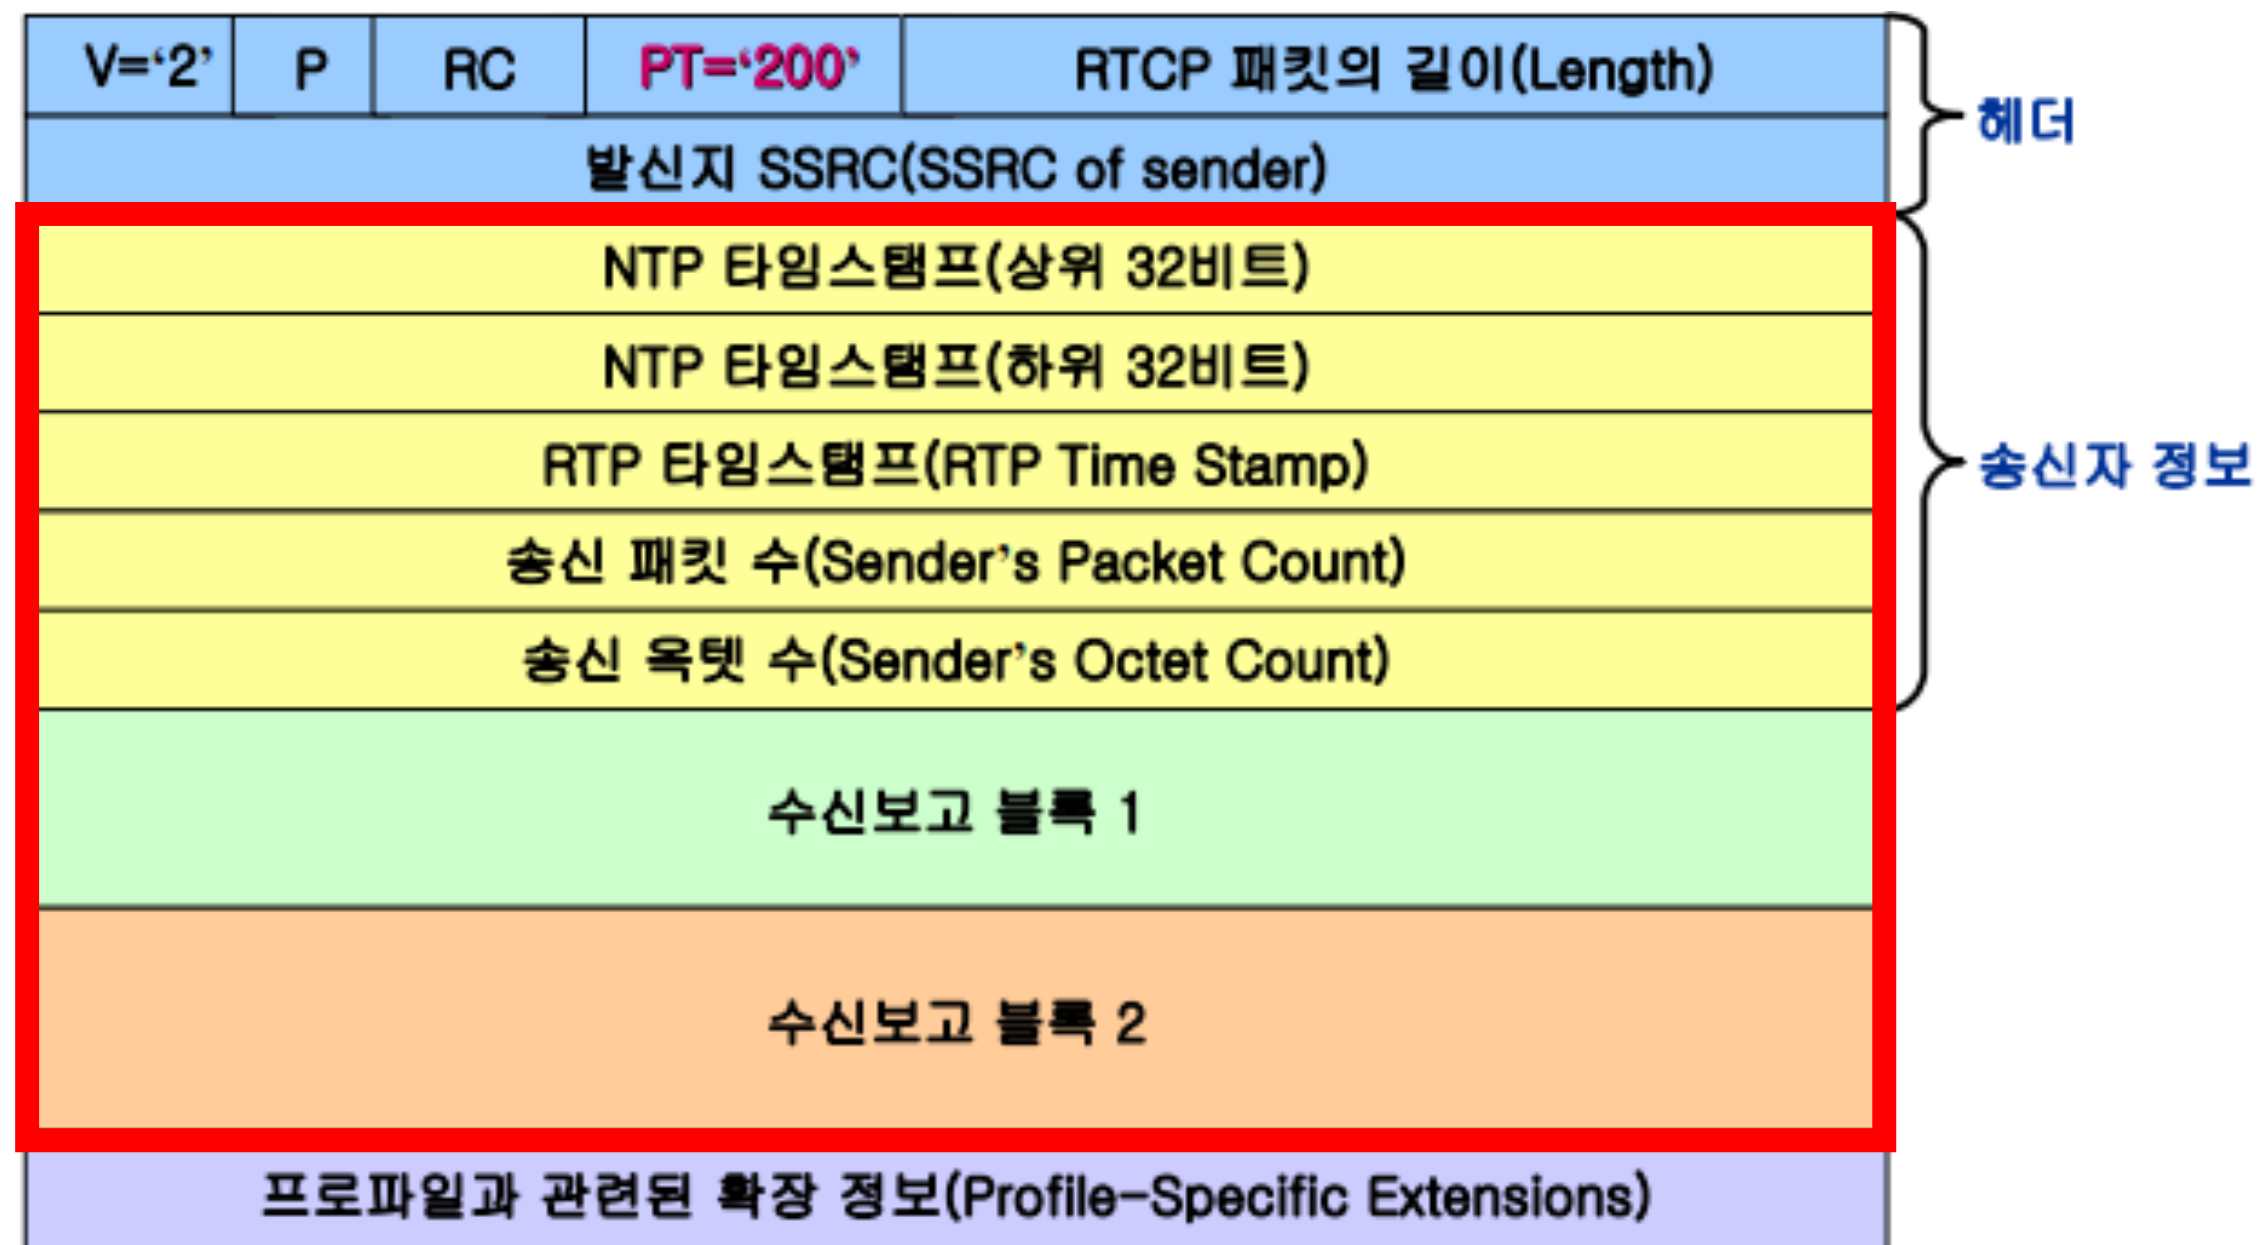 V=‘2’ P RC PT=‘200’ RTCP 패킷의 길이(Length)
헤더
발신지 SSRC(SSRC of sender)
NTP 타임스탬프(상위 32비트)
NTP 타임스탬프(하위 32비트)
RTP 타임스탬프(RTP Time Stamp)
송신자 정보
송신 패킷 수(Sender’s Packet Count)
송신 옥텟 수(Sender’s Octet Count)
수신보고 블록 1
수신보고 블록 2
프로파일과 관련된 확장 정보(Profile-Specific Extensions)